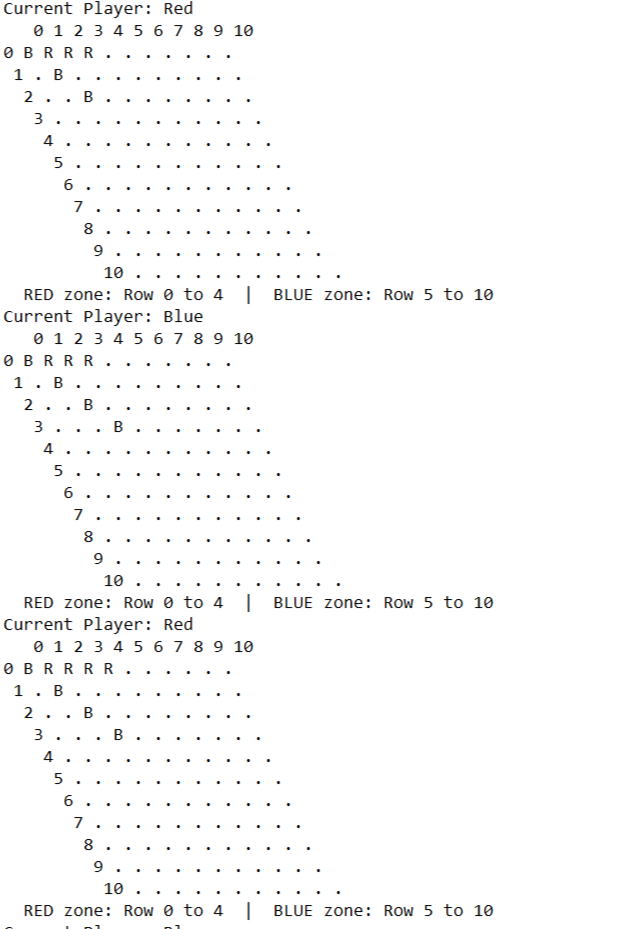 Current Player: Red
   0 1 2 3 4 5 6 7 8 9 10
0 B R R R . . . . . . .
 1 . B . . . . . . . . .
  2 . . B . . . . . . . .
   3 . . . . . . . . . . .
    4 . . . . . . . . . . .
     5 . . . . . . . . . . .
      6 . . . . . . . . . . .
       7 . . . . . . . . . . .
        8 . . . . . . . . . . .
         9 . . . . . . . . . . .
          10 . . . . . . . . . . .
  RED zone: Row 0 to 4  |  BLUE zone: Row 5 to 10
Current Player: Blue
   0 1 2 3 4 5 6 7 8 9 10
0 B R R R . . . . . . .
 1 . B . . . . . . . . .
  2 . . B . . . . . . . .
   3 . . . B . . . . . . .
    4 . . . . . . . . . . .
     5 . . . . . . . . . . .
      6 . . . . . . . . . . .
       7 . . . . . . . . . . .
        8 . . . . . . . . . . .
         9 . . . . . . . . . . .
          10 . . . . . . . . . . .
  RED zone: Row 0 to 4  |  BLUE zone: Row 5 to 10
Current Player: Red
   0 1 2 3 4 5 6 7 8 9 10
0 B R R R R . . . . . .
 1 . B . . . . . . . . .
  2 . . B . . . . . . . .
   3 . . . B . . . . . . .
    4 . . . . . . . . . . .
     5 . . . . . . . . . . .
      6 . . . . . . . . . . .
       7 . . . . . . . . . . .
        8 . . . . . . . . . . .
         9 . . . . . . . . . . .
          10 . . . . . . . . . . .
  RED zone: Row 0 to 4  |  BLUE zone: Row 5 to 10